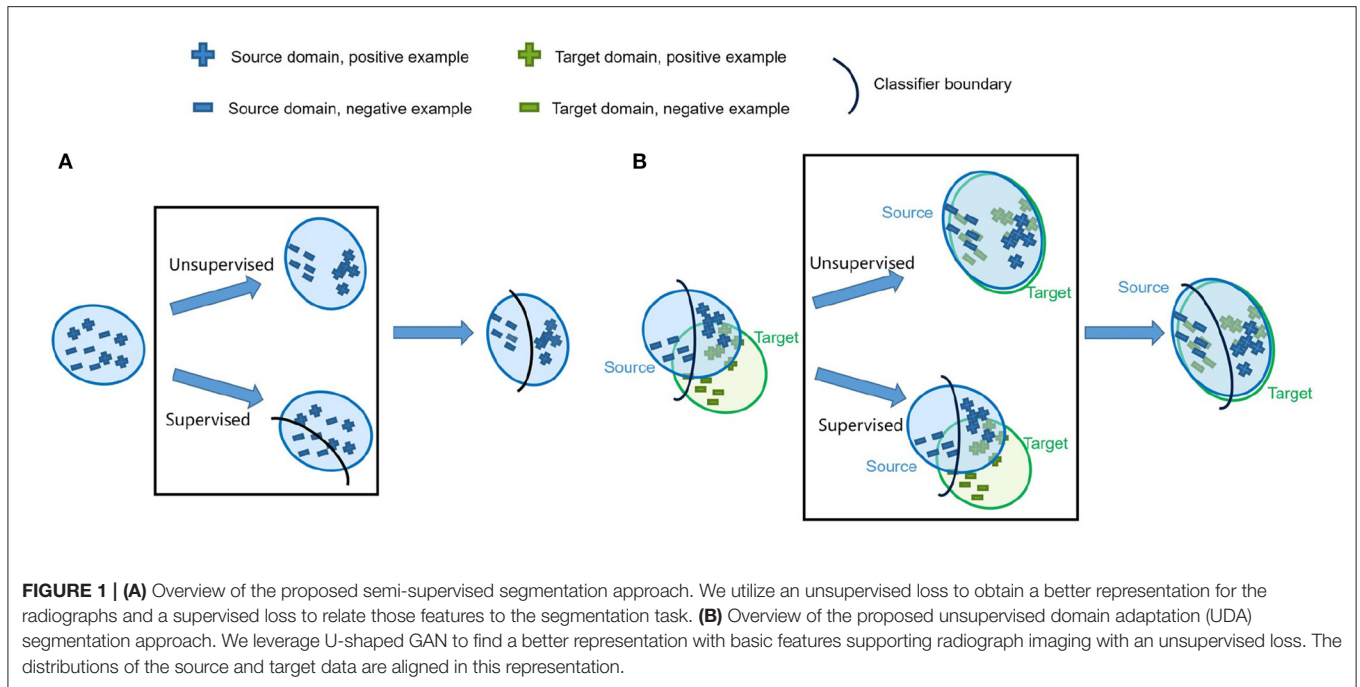 Source domain, positive example
Target domain, positive example
Classifier boundary
Source domain, negative example
Target domain, negative example
A
B
Unsupervised
Supervised
Source
Target
Unsupervised
Source
Target
Supervised
Source
Target
Source
Target
FIGURE 1 | (A) Overview of the proposed semi-supervised segmentation approach. We utilize an unsupervised loss to obtain a better representation for the
radiographs and a supervised loss to relate those features to the segmentation task. (B) Overview of the proposed unsupervised domain adaptation (UDA)
segmentation approach. We leverage U-shaped GAN to find a better representation with basic features supporting radiograph imaging with an unsupervised loss. The
distributions of the source and target data are aligned in this representation.